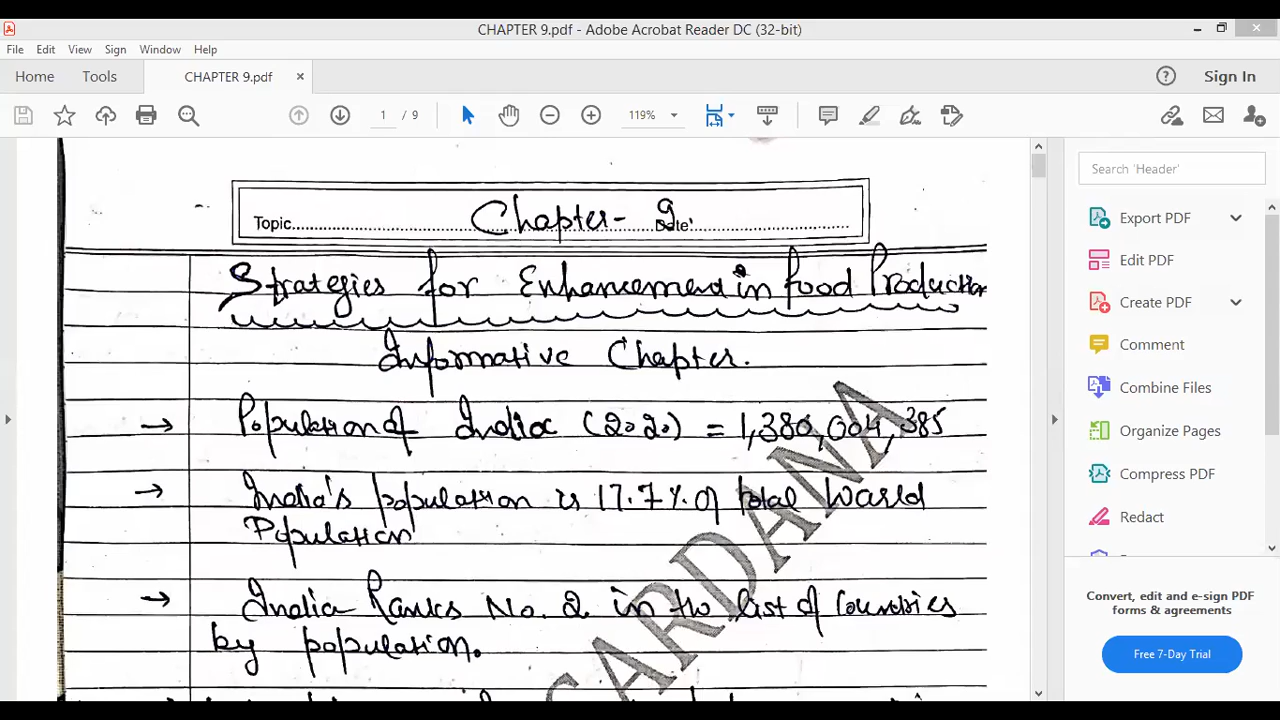 CHAPTER 9.pdf - Adobe Acrobat Reader DC (32-bit)
File Edit View Sign Window Help
Home Tools CHAPTER 9.pdf × Sign In
1 / 9 119%
Search 'Header'
Topic Chapter- 9 Date
Strategies for Enhancement in food Production
Informative Chapter.
→ Population of India (2020) = 1,380,004,385
→ India's population is 17.7% of total World
Population
→ India Ranks No. 2 in the list of Countries
by population.
CARDANA
Export PDF
Edit PDF
Create PDF
Comment
Combine Files
Organize Pages
Compress PDF
Redact
Convert, edit and e-sign PDF
forms & agreements
Free 7-Day Trial